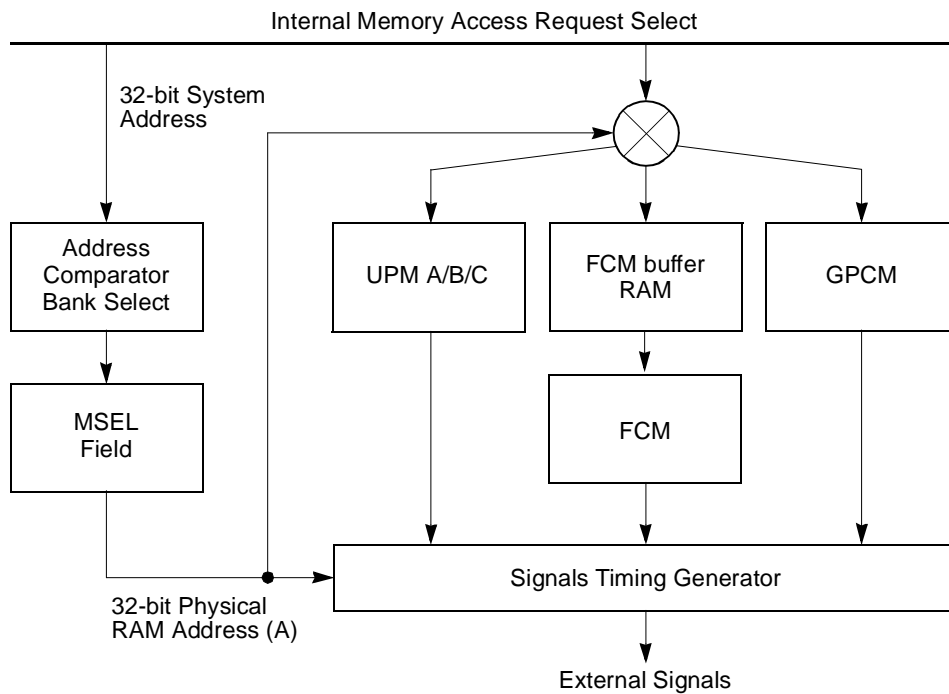 Internal Memory Access Request Select
32-bit System
Address
Address
Comparator
Bank Select
UPM A/B/C
FCM buffer
RAM
GPCM
MSEL
Field
FCM
Signals Timing Generator
32-bit Physical
RAM Address (A)
External Signals